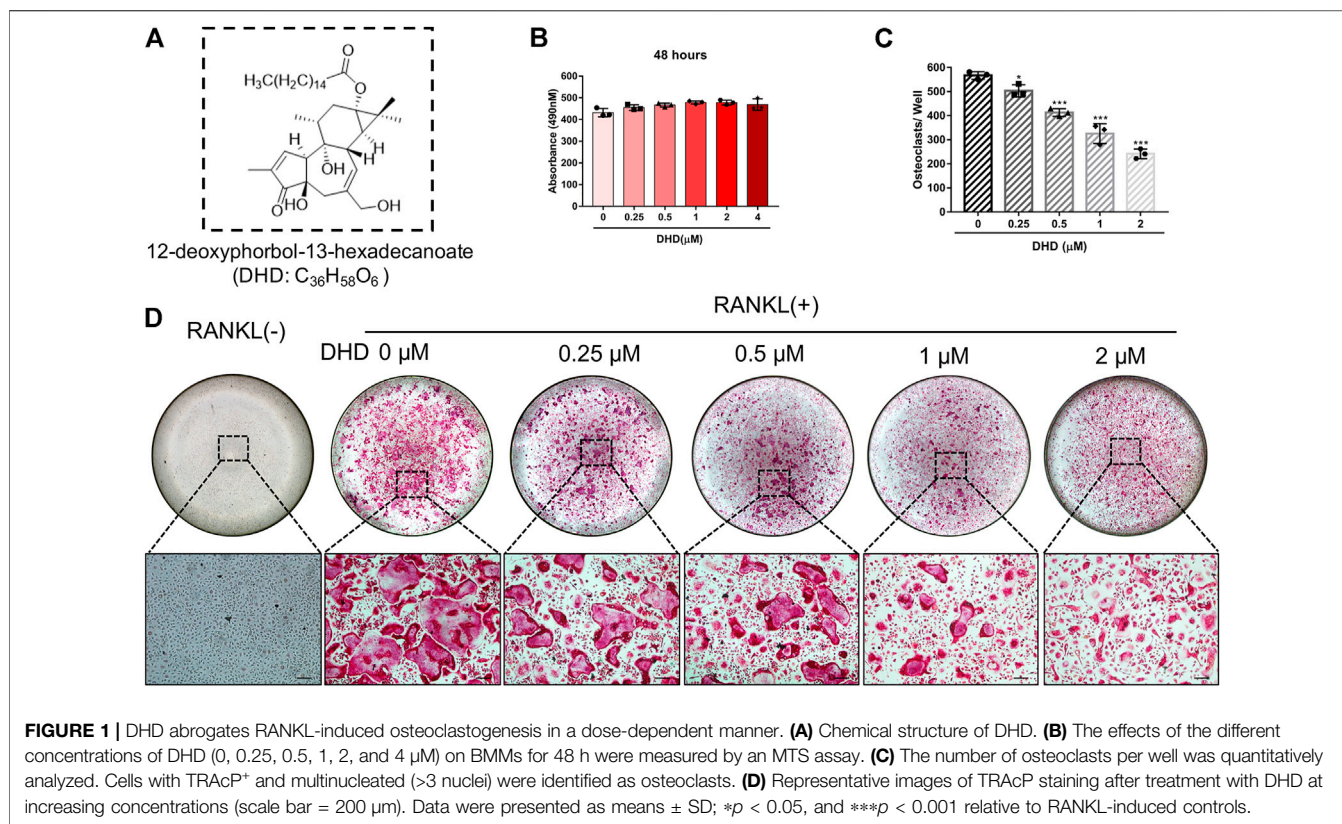 A
H₃C(H₂C)₁₄
O
O
H
H
H
OH
HO
O
OH
12-deoxyphorbol-13-hexadecanoate
(DHD: C₃₆H₅₈O₆ )
B
48 hours
Absorbance (490nM)
600
500
400
300
200
100
0
0 0.25 0.5 1 2 4
DHD(μM)
C
Osteoclasts/ Well
600
500
400
300
200
100
0
* *** *** ***
0 0.25 0.5 1 2
DHD (μM)
D
RANKL(-)
RANKL(+)
DHD 0 μM 0.25 μM 0.5 μM 1 μM 2 μM
FIGURE 1 | DHD abrogates RANKL-induced osteoclastogenesis in a dose-dependent manner. (A) Chemical structure of DHD. (B) The effects of the different
concentrations of DHD (0, 0.25, 0.5, 1, 2, and 4 μM) on BMMs for 48 h were measured by an MTS assay. (C) The number of osteoclasts per well was quantitatively
analyzed. Cells with TRAcP⁺ and multinucleated (>3 nuclei) were identified as osteoclasts. (D) Representative images of TRAcP staining after treatment with DHD at
increasing concentrations (scale bar = 200 μm). Data were presented as means ± SD; *p < 0.05, and ***p < 0.001 relative to RANKL-induced controls.